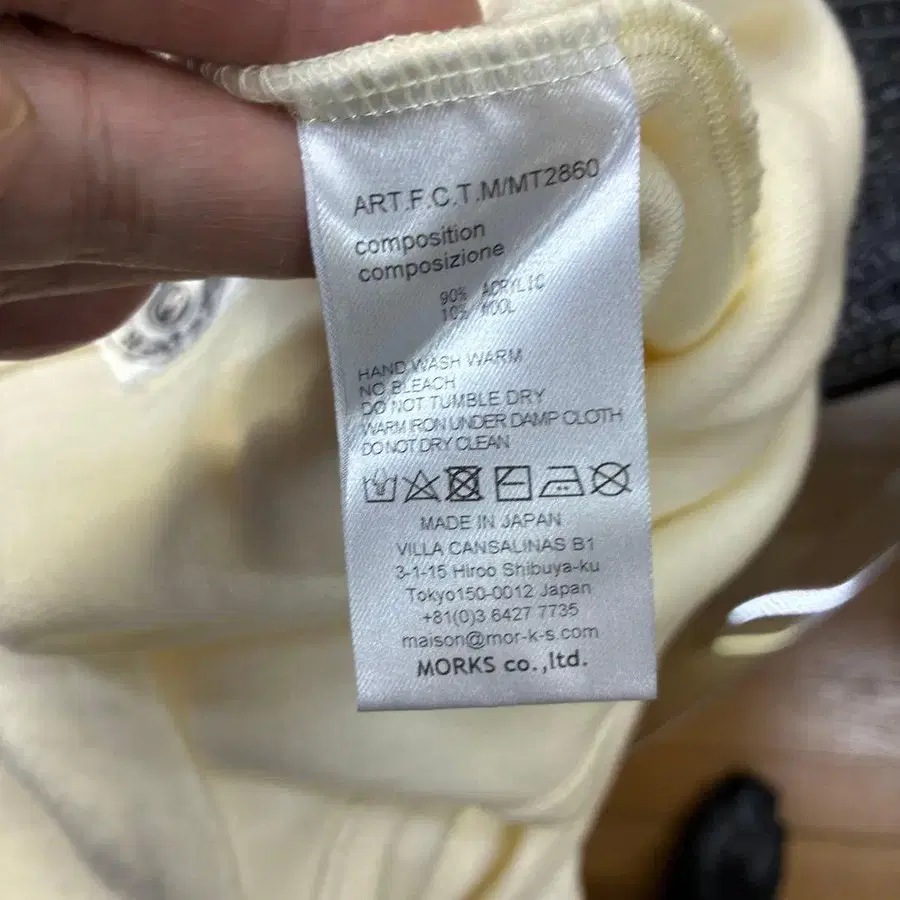 ART.F.C.T.M/MT2860
composition
composizione
90% ACRYLIC
10% WOOL
HAND WASH WARM
NO BLEACH
DO NOT TUMBLE DRY
WARM IRON UNDER DAMP CLOTH
DO NOT DRY CLEAN
MADE IN JAPAN
VILLA CANSALINAS B1
3-1-15 Hiroo Shibuya-ku
Tokyo150-0012 Japan
+81(0)3 6427 7735
maison@mor-k-s.com
MORKS co.,ltd.